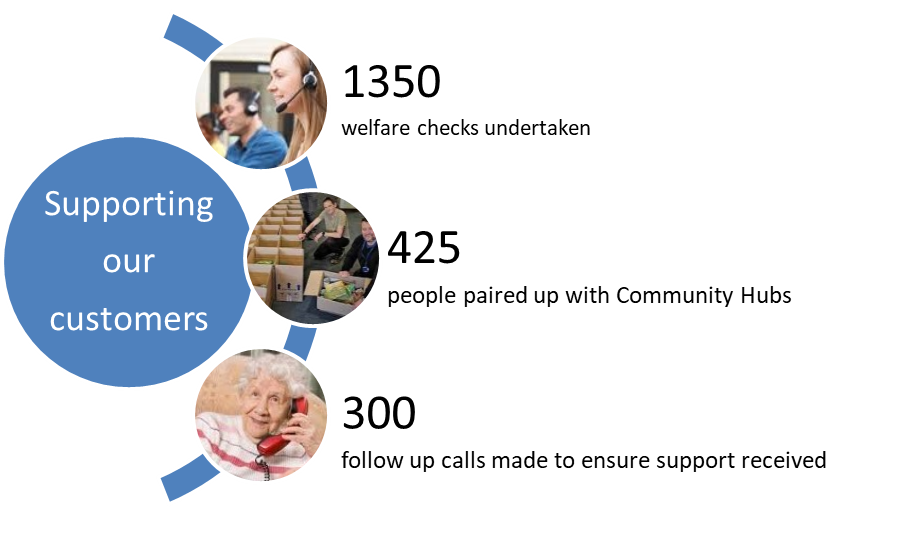 Supporting
our
customers
1350
welfare checks undertaken
425
people paired up with Community Hubs
300
follow up calls made to ensure support received